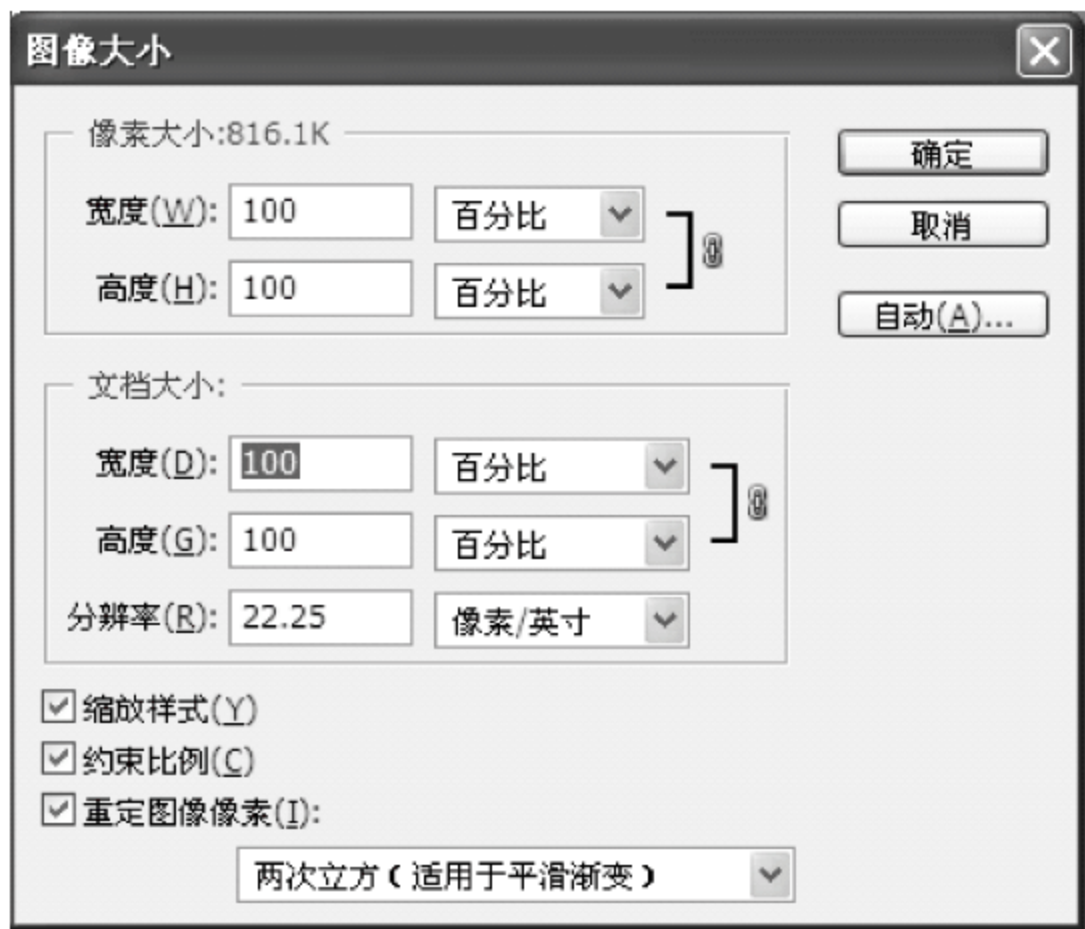 图像大小
像素大小:816.1K
宽度(W): 100 百分比
高度(H): 100 百分比
确定
取消
自动(A)...
文档大小:
宽度(D): 100 百分比
高度(G): 100 百分比
分辨率(R): 22.25 像素/英寸
缩放样式(Y)
约束比例(C)
重定图像像素(I):
两次立方（适用于平滑渐变）